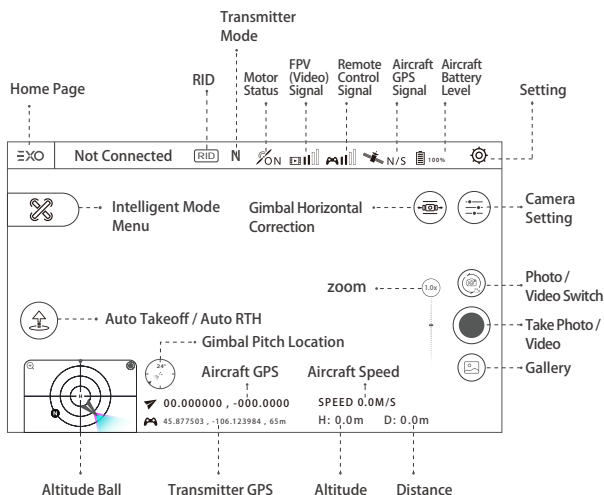 Transmitter
Mode
Home Page
RID
Motor
Status
FPV
(Video)
Signal
Remote
Control
Signal
Aircraft
GPS
Signal
Aircraft
Battery
Level
Setting
EXO Not Connected RID N ON N/S 100%
Intelligent Mode
Menu
Gimbal Horizontal
Correction
Camera
Setting
zoom
1.0x
Photo /
Video Switch
Auto Takeoff / Auto RTH
Take Photo /
Video
Gimbal Pitch Location
24°
Aircraft GPS
Aircraft Speed
Gallery
H
00.000000 , -000.0000
SPEED 0.0M/S
45.877503 , -106.123984 , 65m
H: 0.0m D: 0.0m
Altitude Ball
Transmitter GPS
Altitude
Distance